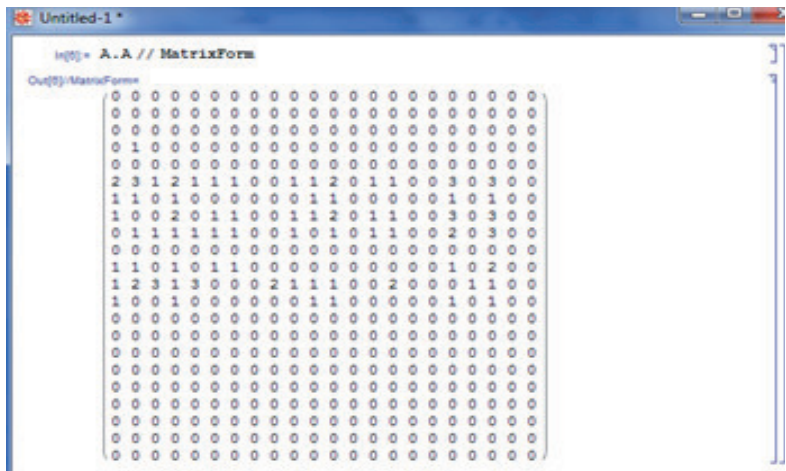 Untitled-1 *
In[6]:= A.A // MatrixForm
Out[6]//MatrixForm=
0 0 0 0 0 0 0 0 0 0 0 0 0 0 0 0 0 0 0 0 0 0
0 0 0 0 0 0 0 0 0 0 0 0 0 0 0 0 0 0 0 0 0 0
0 0 0 0 0 0 0 0 0 0 0 0 0 0 0 0 0 0 0 0 0 0
0 1 0 0 0 0 0 0 0 0 0 0 0 0 0 0 0 0 0 0 0 0
0 0 0 0 0 0 0 0 0 0 0 0 0 0 0 0 0 0 0 0 0 0
2 3 1 2 1 1 1 0 0 1 1 2 0 1 1 0 0 3 0 3 0 0
1 1 0 1 0 0 0 0 0 0 1 1 0 0 0 0 0 1 0 1 0 0
1 0 0 2 0 1 1 0 0 1 1 2 0 1 1 0 0 3 0 3 0 0
0 1 1 1 1 1 1 0 0 1 0 1 0 1 1 0 0 2 0 3 0 0
0 0 0 0 0 0 0 0 0 0 0 0 0 0 0 0 0 0 0 0 0 0
1 1 0 1 0 1 1 0 0 0 0 0 0 0 0 0 0 1 0 2 0 0
1 2 3 1 3 0 0 0 2 1 1 1 0 0 2 0 0 0 1 1 0 0
1 0 0 1 0 0 0 0 0 0 1 1 0 0 0 0 0 1 0 1 0 0
0 0 0 0 0 0 0 0 0 0 0 0 0 0 0 0 0 0 0 0 0 0
0 0 0 0 0 0 0 0 0 0 0 0 0 0 0 0 0 0 0 0 0 0
0 0 0 0 0 0 0 0 0 0 0 0 0 0 0 0 0 0 0 0 0 0
0 0 0 0 0 0 0 0 0 0 0 0 0 0 0 0 0 0 0 0 0 0
0 0 0 0 0 0 0 0 0 0 0 0 0 0 0 0 0 0 0 0 0 0
0 0 0 0 0 0 0 0 0 0 0 0 0 0 0 0 0 0 0 0 0 0
0 0 0 0 0 0 0 0 0 0 0 0 0 0 0 0 0 0 0 0 0 0
0 0 0 0 0 0 0 0 0 0 0 0 0 0 0 0 0 0 0 0 0 0
0 0 0 0 0 0 0 0 0 0 0 0 0 0 0 0 0 0 0 0 0 0